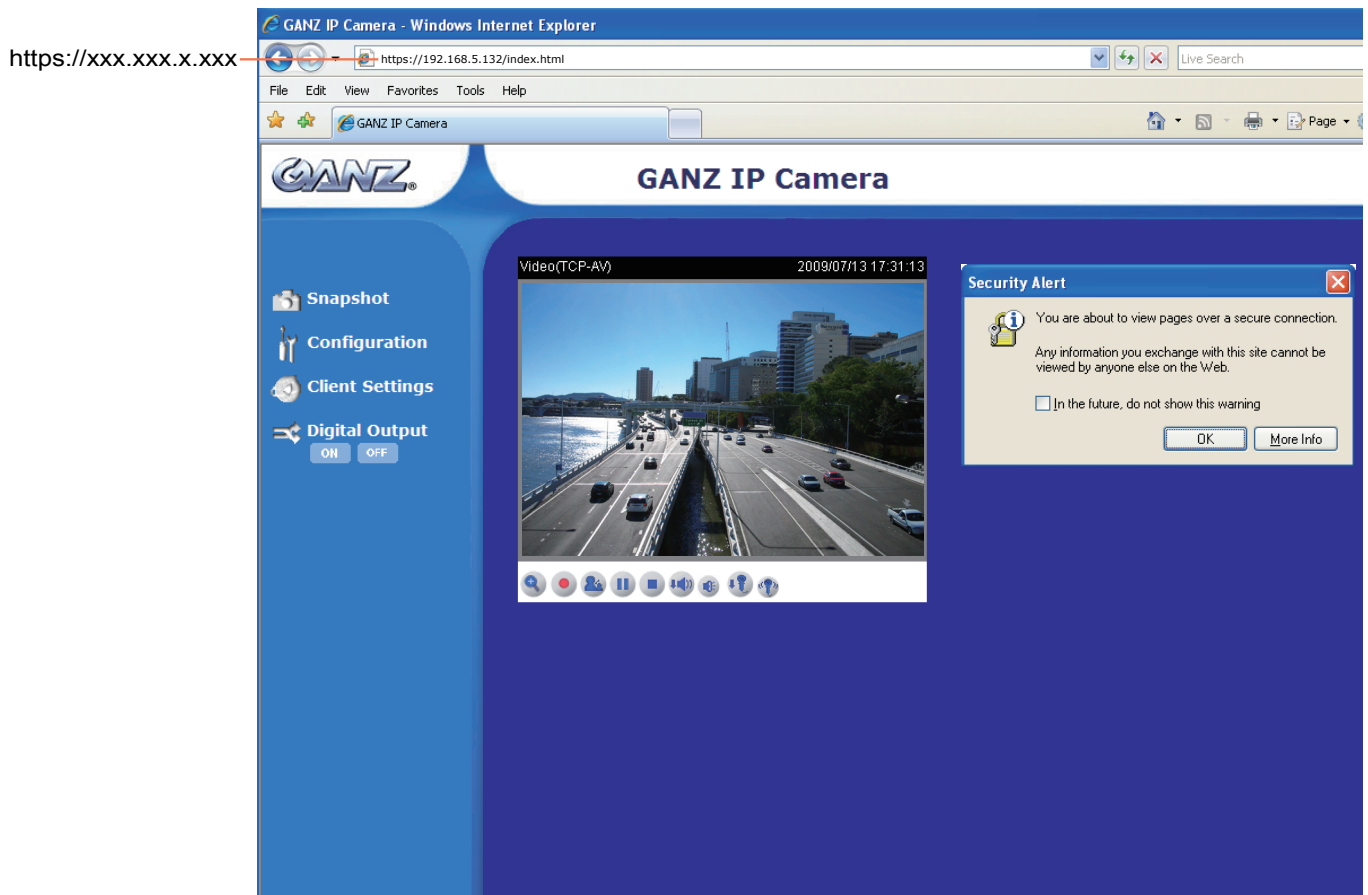 GANZ IP Camera - Windows Internet Explorer
https://xxx.xxx.x.xxx
https://192.168.5.132/index.html
Live Search
File Edit View Favorites Tools Help
GANZ IP Camera
Page
GANZ®
GANZ IP Camera
Video(TCP-AV) 2009/07/13 17:31:13
Snapshot
Configuration
Client Settings
Digital Output
ON OFF
Security Alert
You are about to view pages over a secure connection.
Any information you exchange with this site cannot be
viewed by anyone else on the Web.
In the future, do not show this warning
OK More Info